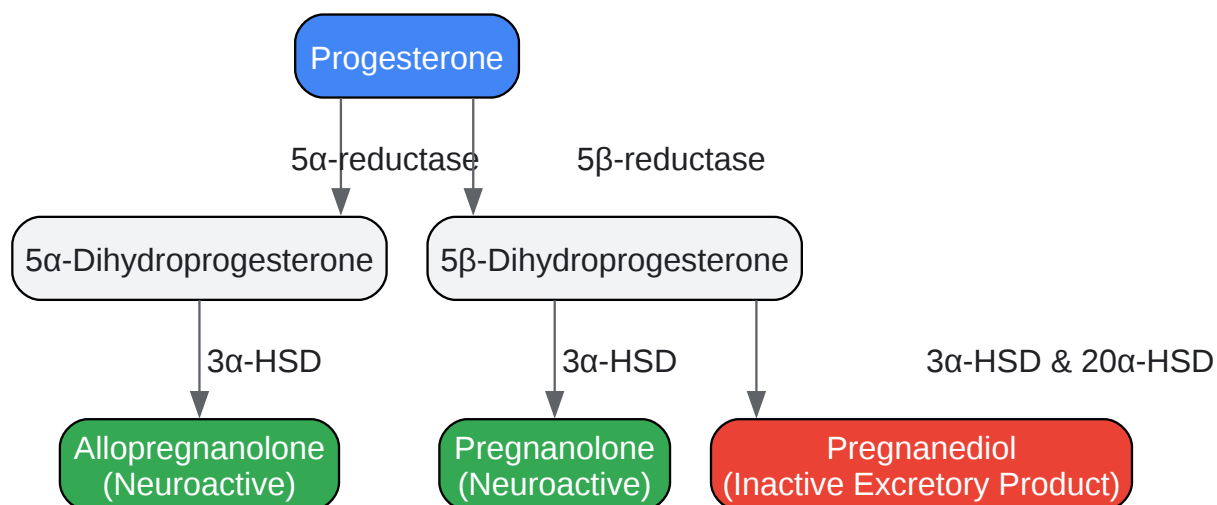 Progesterone
5α-reductase
5β-reductase
5α-Dihydroprogesterone
5β-Dihydroprogesterone
3α-HSD
3α-HSD
3α-HSD & 20α-HSD
Allopregnanolone
(Neuroactive)
Pregnanolone
(Neuroactive)
Pregnanediol
(Inactive Excretory Product)